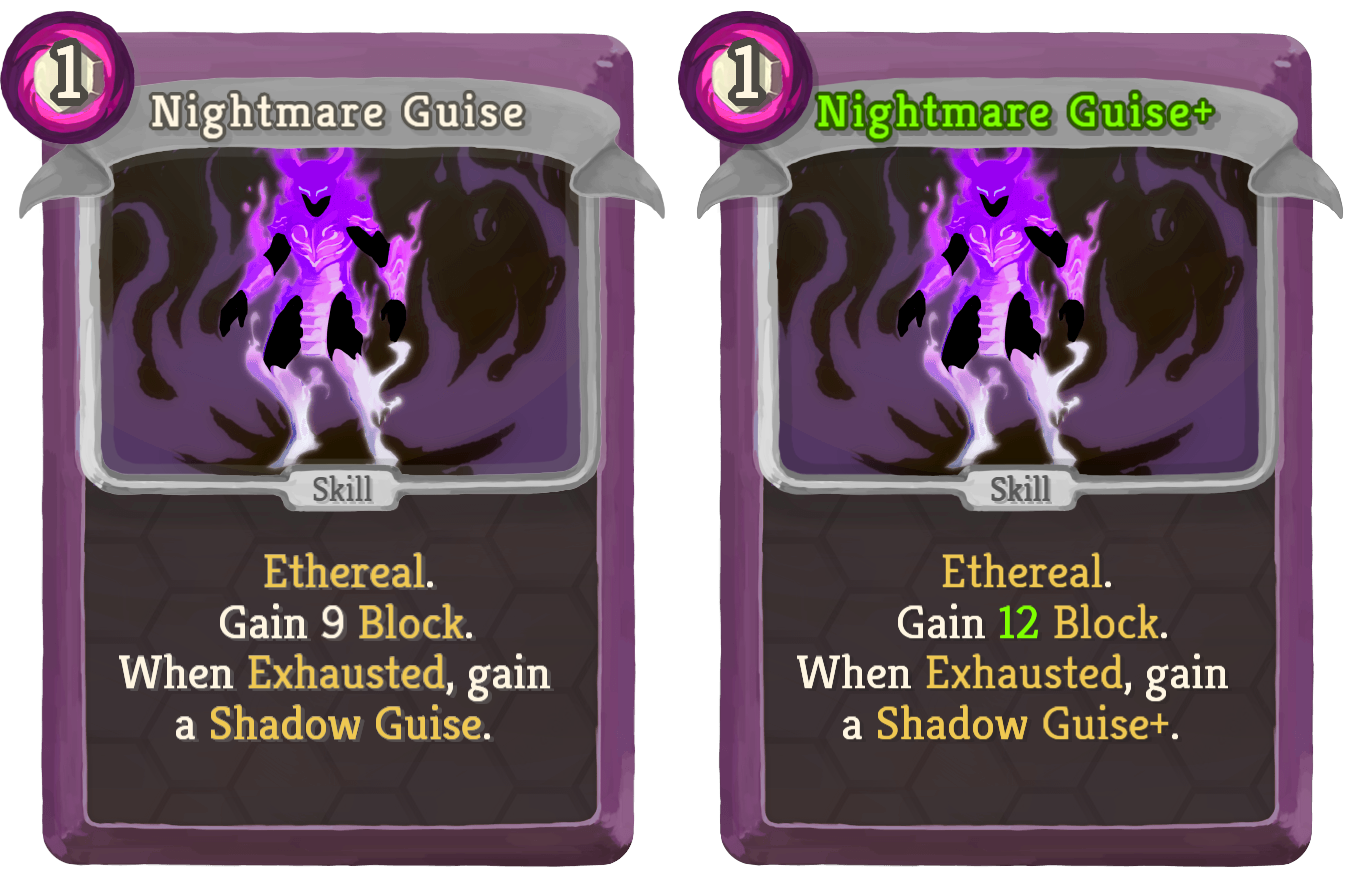 1
Nightmare Guise
Skill
Ethereal.
Gain 9 Block.
When Exhausted, gain
a Shadow Guise.
1
Nightmare Guise+
Skill
Ethereal.
Gain 12 Block.
When Exhausted, gain
a Shadow Guise+.